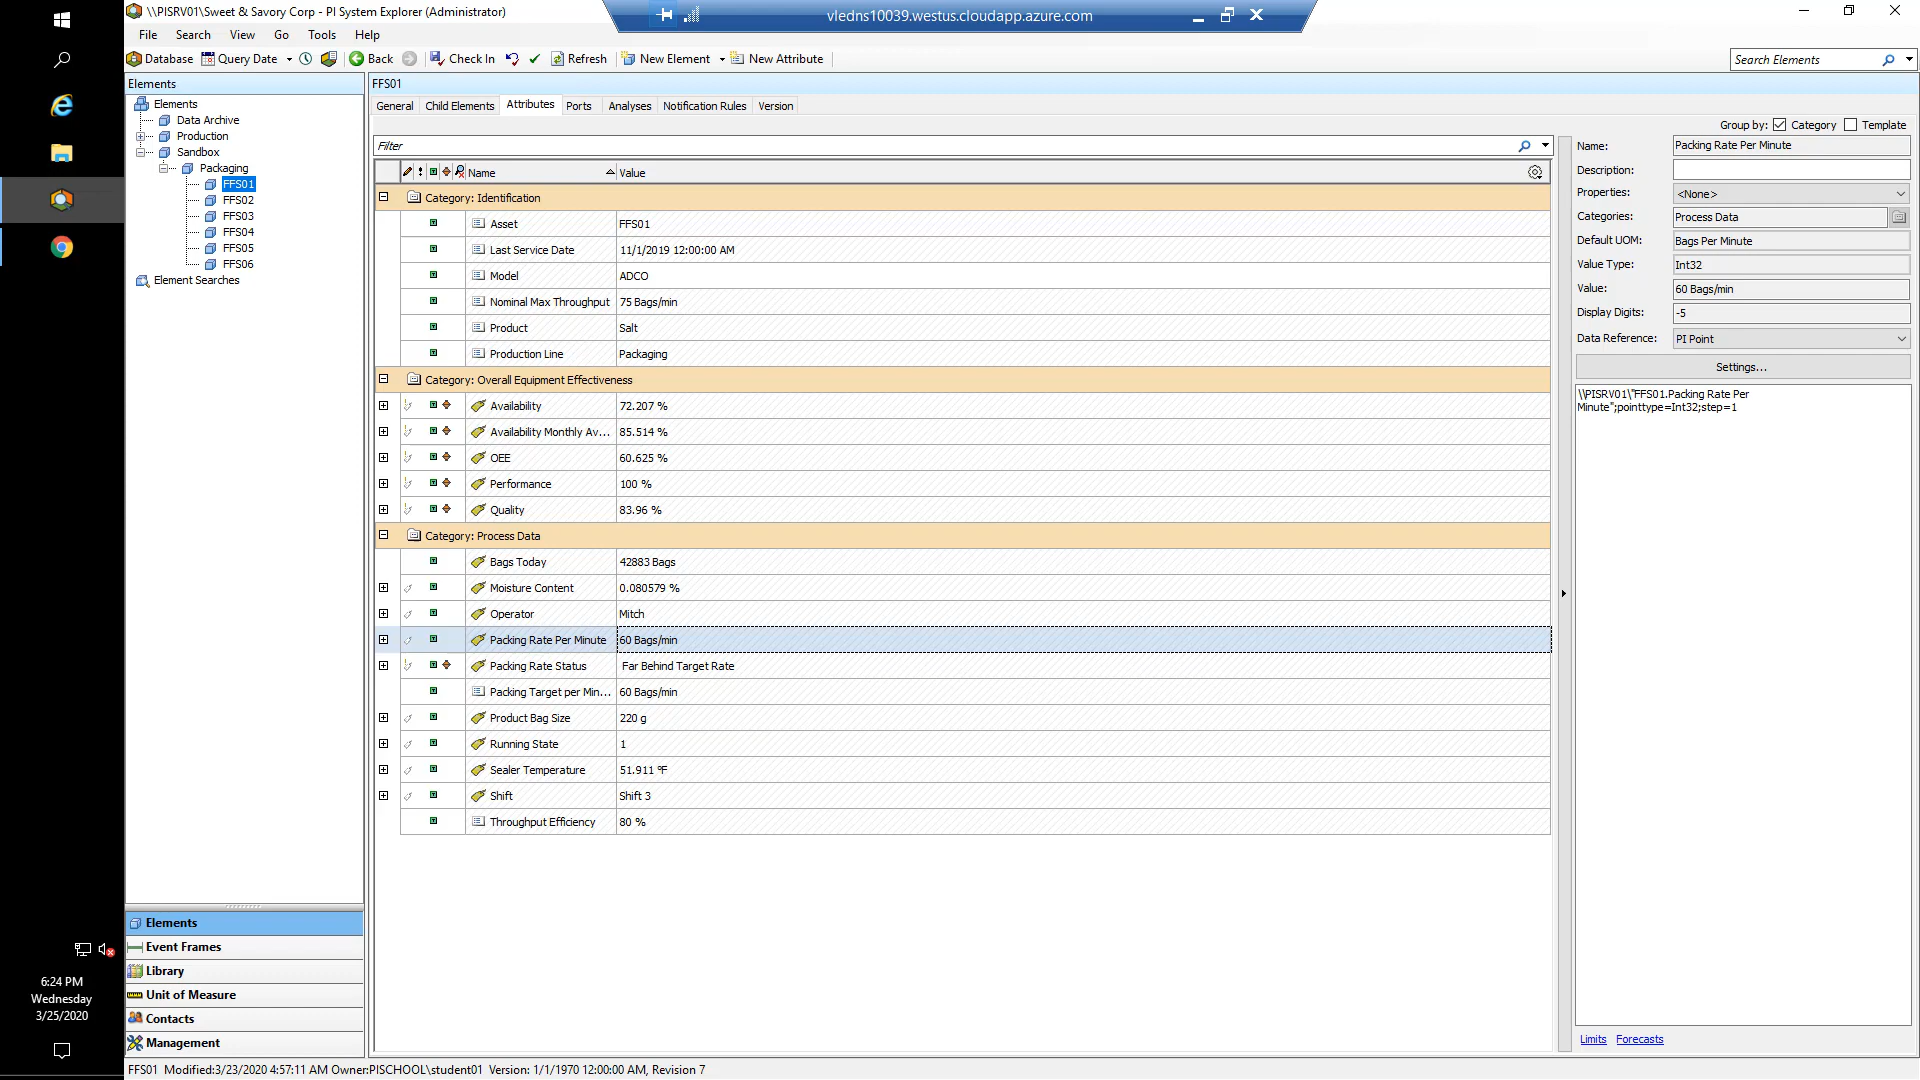 \\PISRV01\Sweet & Savory Corp - PI System Explorer (Administrator)
vledns10039.westus.cloudapp.azure.com
File Search View Go Tools Help
Database Query Date Back Check In Refresh New Element New Attribute
Search Elements
Elements
Elements
Data Archive
Production
Sandbox
Packaging
FFS01
FFS02
FFS03
FFS04
FFS05
FFS06
Element Searches
Elements
Event Frames
Library
Unit of Measure
Contacts
Management
FFS01
General Child Elements Attributes Ports Analyses Notification Rules Version
Group by: Category Template
Filter
Name Value
Category: Identification
Asset FFS01
Last Service Date 11/1/2019 12:00:00 AM
Model ADCO
Nominal Max Throughput 75 Bags/min
Product Salt
Production Line Packaging
Category: Overall Equipment Effectiveness
Availability 72.207 %
Availability Monthly Av... 85.514 %
OEE 60.625 %
Performance 100 %
Quality 83.96 %
Category: Process Data
Bags Today 42883 Bags
Moisture Content 0.080579 %
Operator Mitch
Packing Rate Per Minute 60 Bags/min
Packing Rate Status Far Behind Target Rate
Packing Target per Min... 60 Bags/min
Product Bag Size 220 g
Running State 1
Sealer Temperature 51.911 °F
Shift Shift 3
Throughput Efficiency 80 %
Name: Packing Rate Per Minute
Description:
Properties: <None>
Categories: Process Data
Default UOM: Bags Per Minute
Value Type: Int32
Value: 60 Bags/min
Display Digits: -5
Data Reference: PI Point
Settings...
\\PISRV01\"FFS01.Packing Rate Per
Minute";pointtype=Int32;step=1
Limits Forecasts
6:24 PM
Wednesday
3/25/2020
FFS01 Modified:3/23/2020 4:57:11 AM Owner:PISCHOOL\student01 Version: 1/1/1970 12:00:00 AM, Revision 7